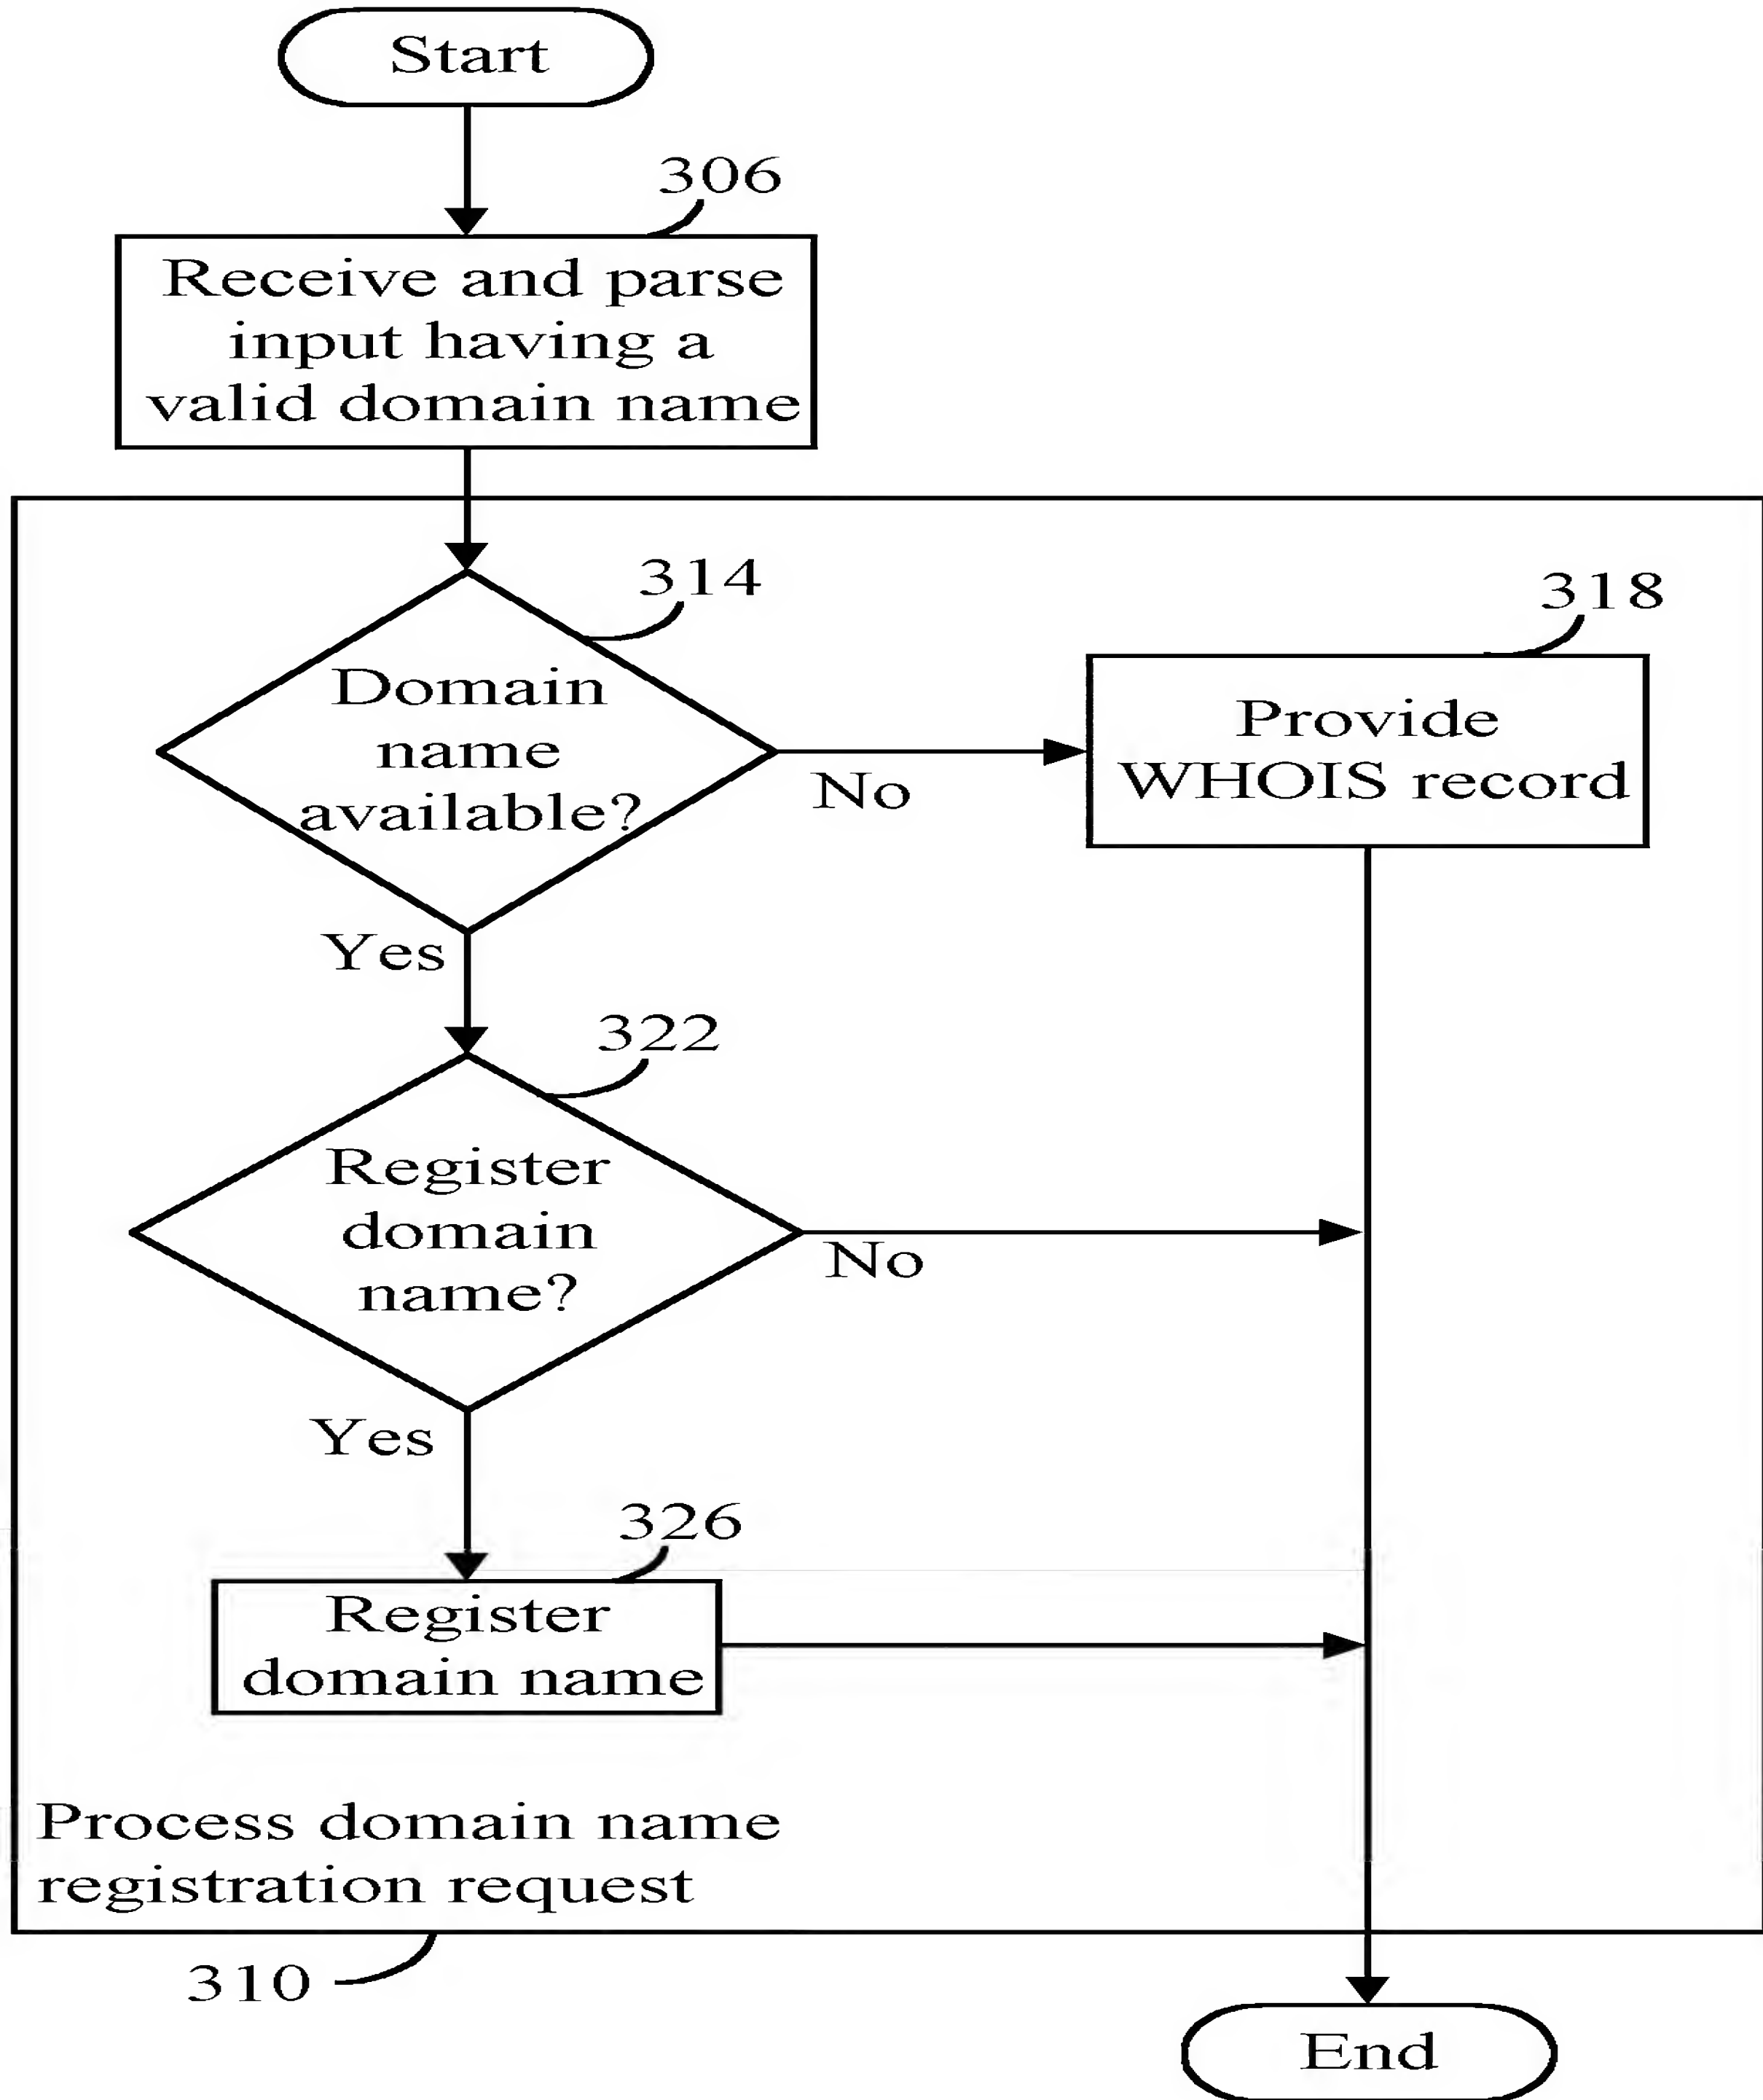 Start
306
Receive and parse
input having a
valid domain name
314
318
Domain
name
available?
Provide
WHOIS record
No
Yes
322
Register
domain
name?
No
Yes
326
Register
domain name
Process domain name
registration request
310
End